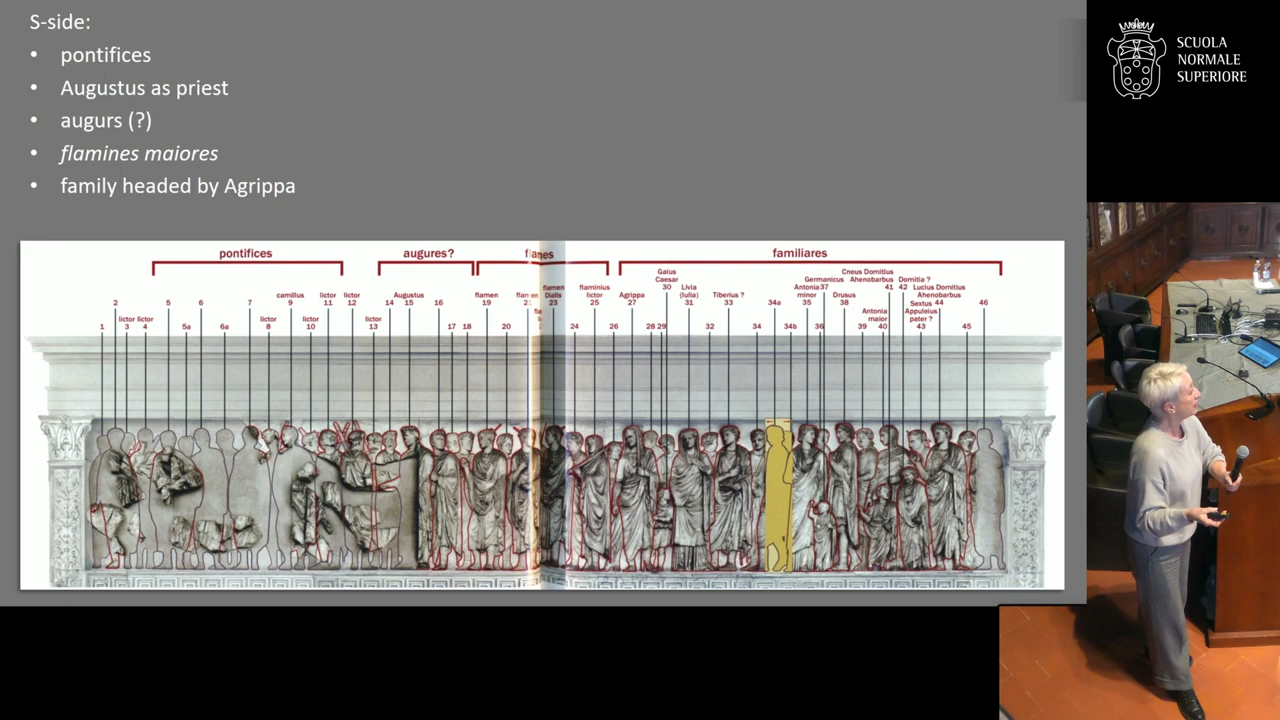 S-side:
• pontifices
• Augustus as priest
• augurs (?)
• flamines maiores
• family headed by Agrippa
SCUOLA
NORMALE
SUPERIORE
pontifices
augures?
familiares
Gaius
Caesar
30
Cneus Domitius
Ahenobarbus
41
Domitia ?
42
Germanicus
37
Antonia
minor
35
Livia
(Iulia)
31
Lucius Domitius
Ahenobarbus
44
camillus
9
lictor
11
lictor
12
Augustus
15
flamen
19
flamen
Dialis
23
flaminius
lictor
25
Agrippa
27
Tiberius ?
33
34a
Drusus
38
Sextus
Appuleius
pater ?
43
Antonia
maior
40
46
2
5
6
7
14
16
1
lictor
3
lictor
4
5a
6a
lictor
8
lictor
10
lictor
13
17
18
20
24
26
28
29
32
34
34b
36
39
45